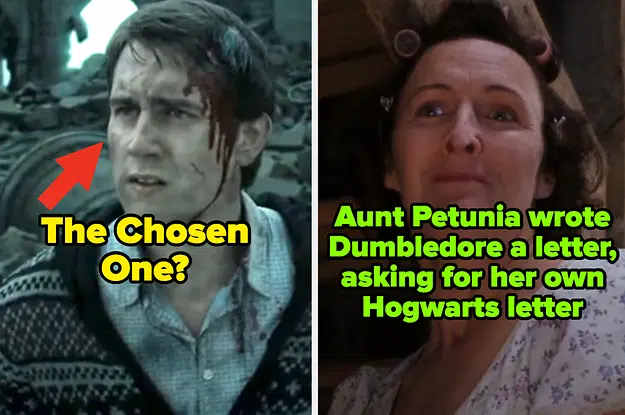 The Chosen
One?
Aunt Petunia wrote
Dumbledore a letter,
asking for her own
Hogwarts letter